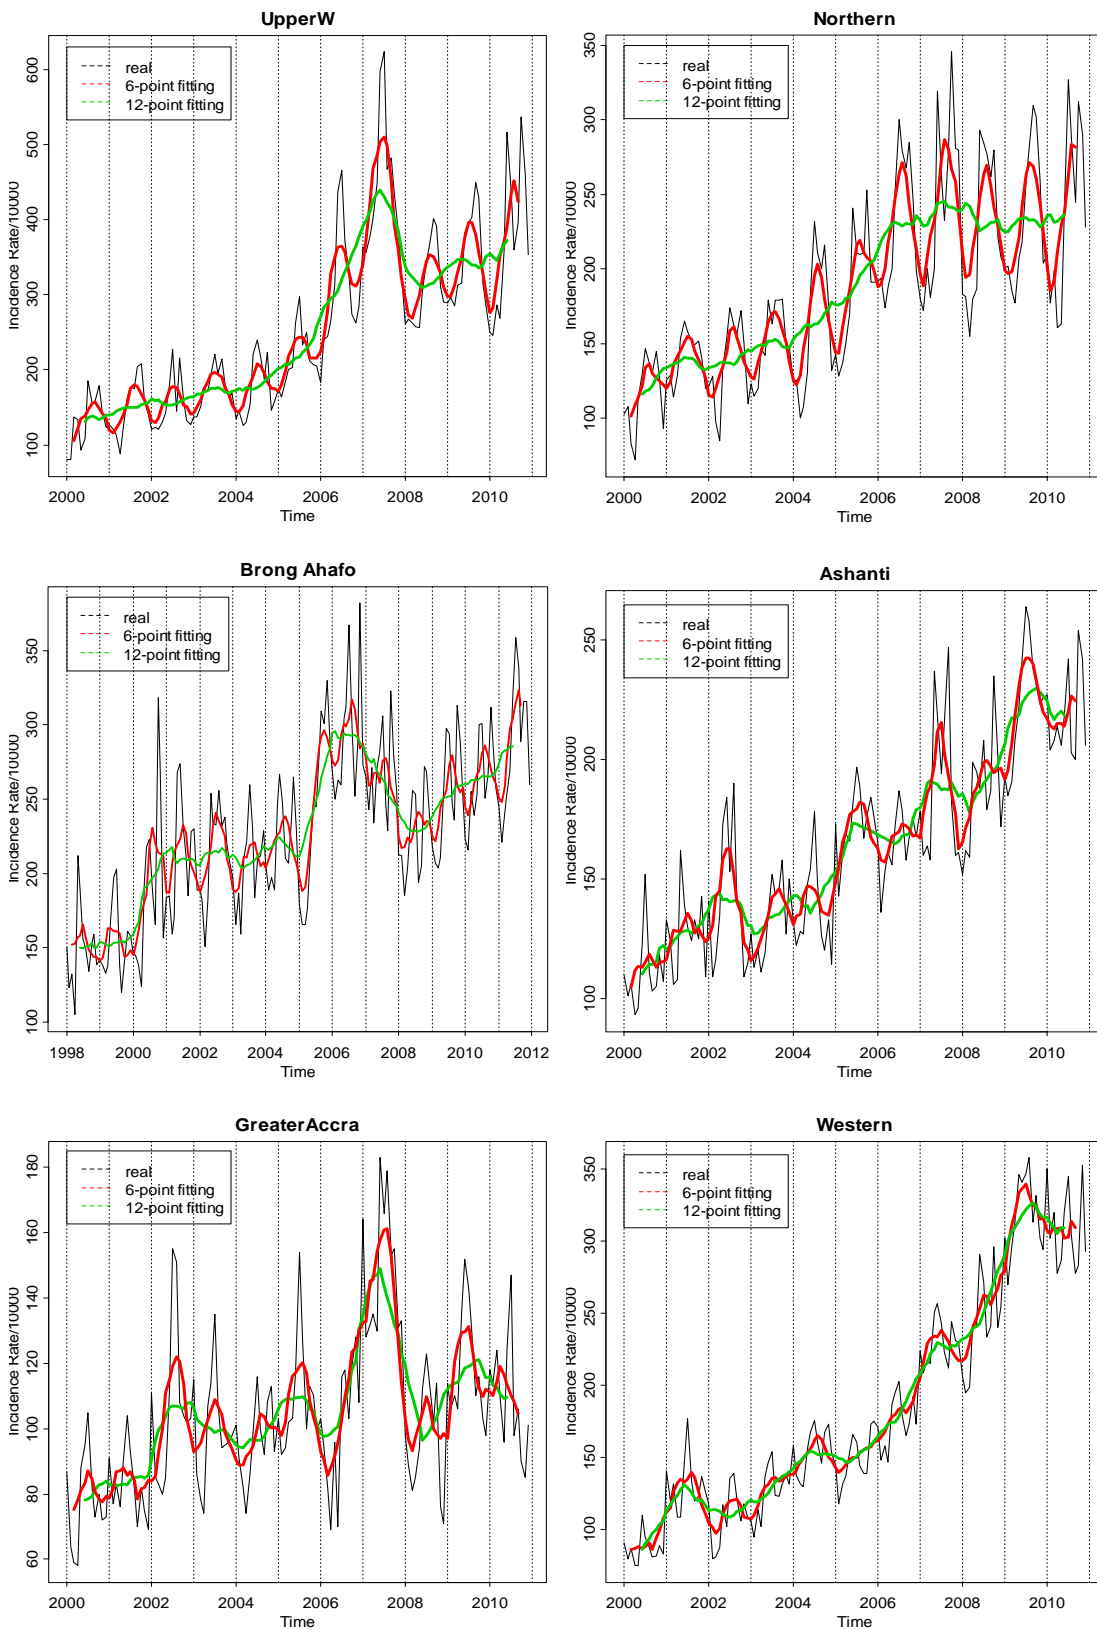 UpperW
real
6-point fitting
12-point fitting
Incidence Rate/10000
100 200 300 400 500 600
2000 2002 2004 2006 2008 2010
Time
Northern
real
6-point fitting
12-point fitting
Incidence Rate/10000
100 150 200 250 300 350
2000 2002 2004 2006 2008 2010
Time
Brong Ahafo
real
6-point fitting
12-point fitting
Incidence Rate/10000
100 150 200 250 300 350
1998 2000 2002 2004 2006 2008 2010 2012
Time
Ashanti
real
6-point fitting
12-point fitting
Incidence Rate/10000
100 150 200 250
2000 2002 2004 2006 2008 2010
Time
GreaterAccra
real
6-point fitting
12-point fitting
Incidence Rate/10000
60 80 100 120 140 160 180
2000 2002 2004 2006 2008 2010
Time
Western
real
6-point fitting
12-point fitting
Incidence Rate/10000
100 150 200 250 300 350
2000 2002 2004 2006 2008 2010
Time